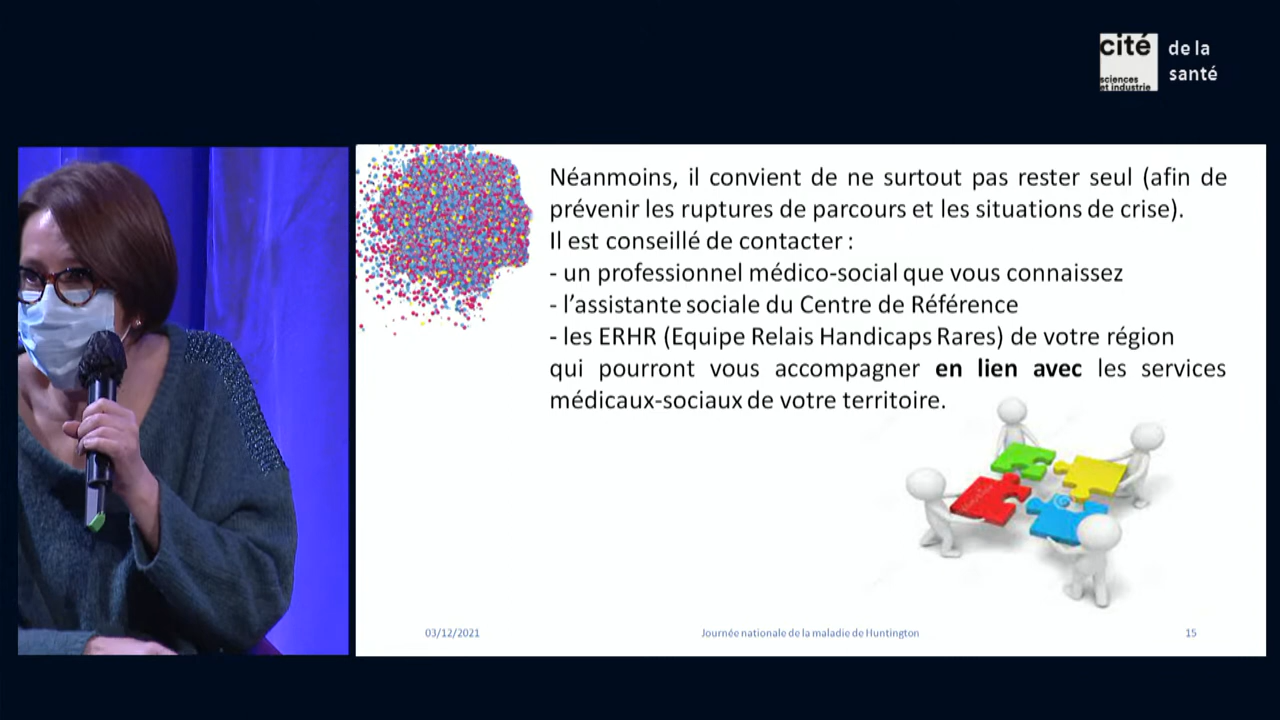 cité
sciences
et industrie
de la
santé
Néanmoins, il convient de ne surtout pas rester seul (afin de
prévenir les ruptures de parcours et les situations de crise).
Il est conseillé de contacter :
- un professionnel médico-social que vous connaissez
- l’assistante sociale du Centre de Référence
- les ERHR (Equipe Relais Handicaps Rares) de votre région
qui pourront vous accompagner en lien avec les services
médicaux-sociaux de votre territoire.
03/12/2021
Journée nationale de la maladie de Huntington
15